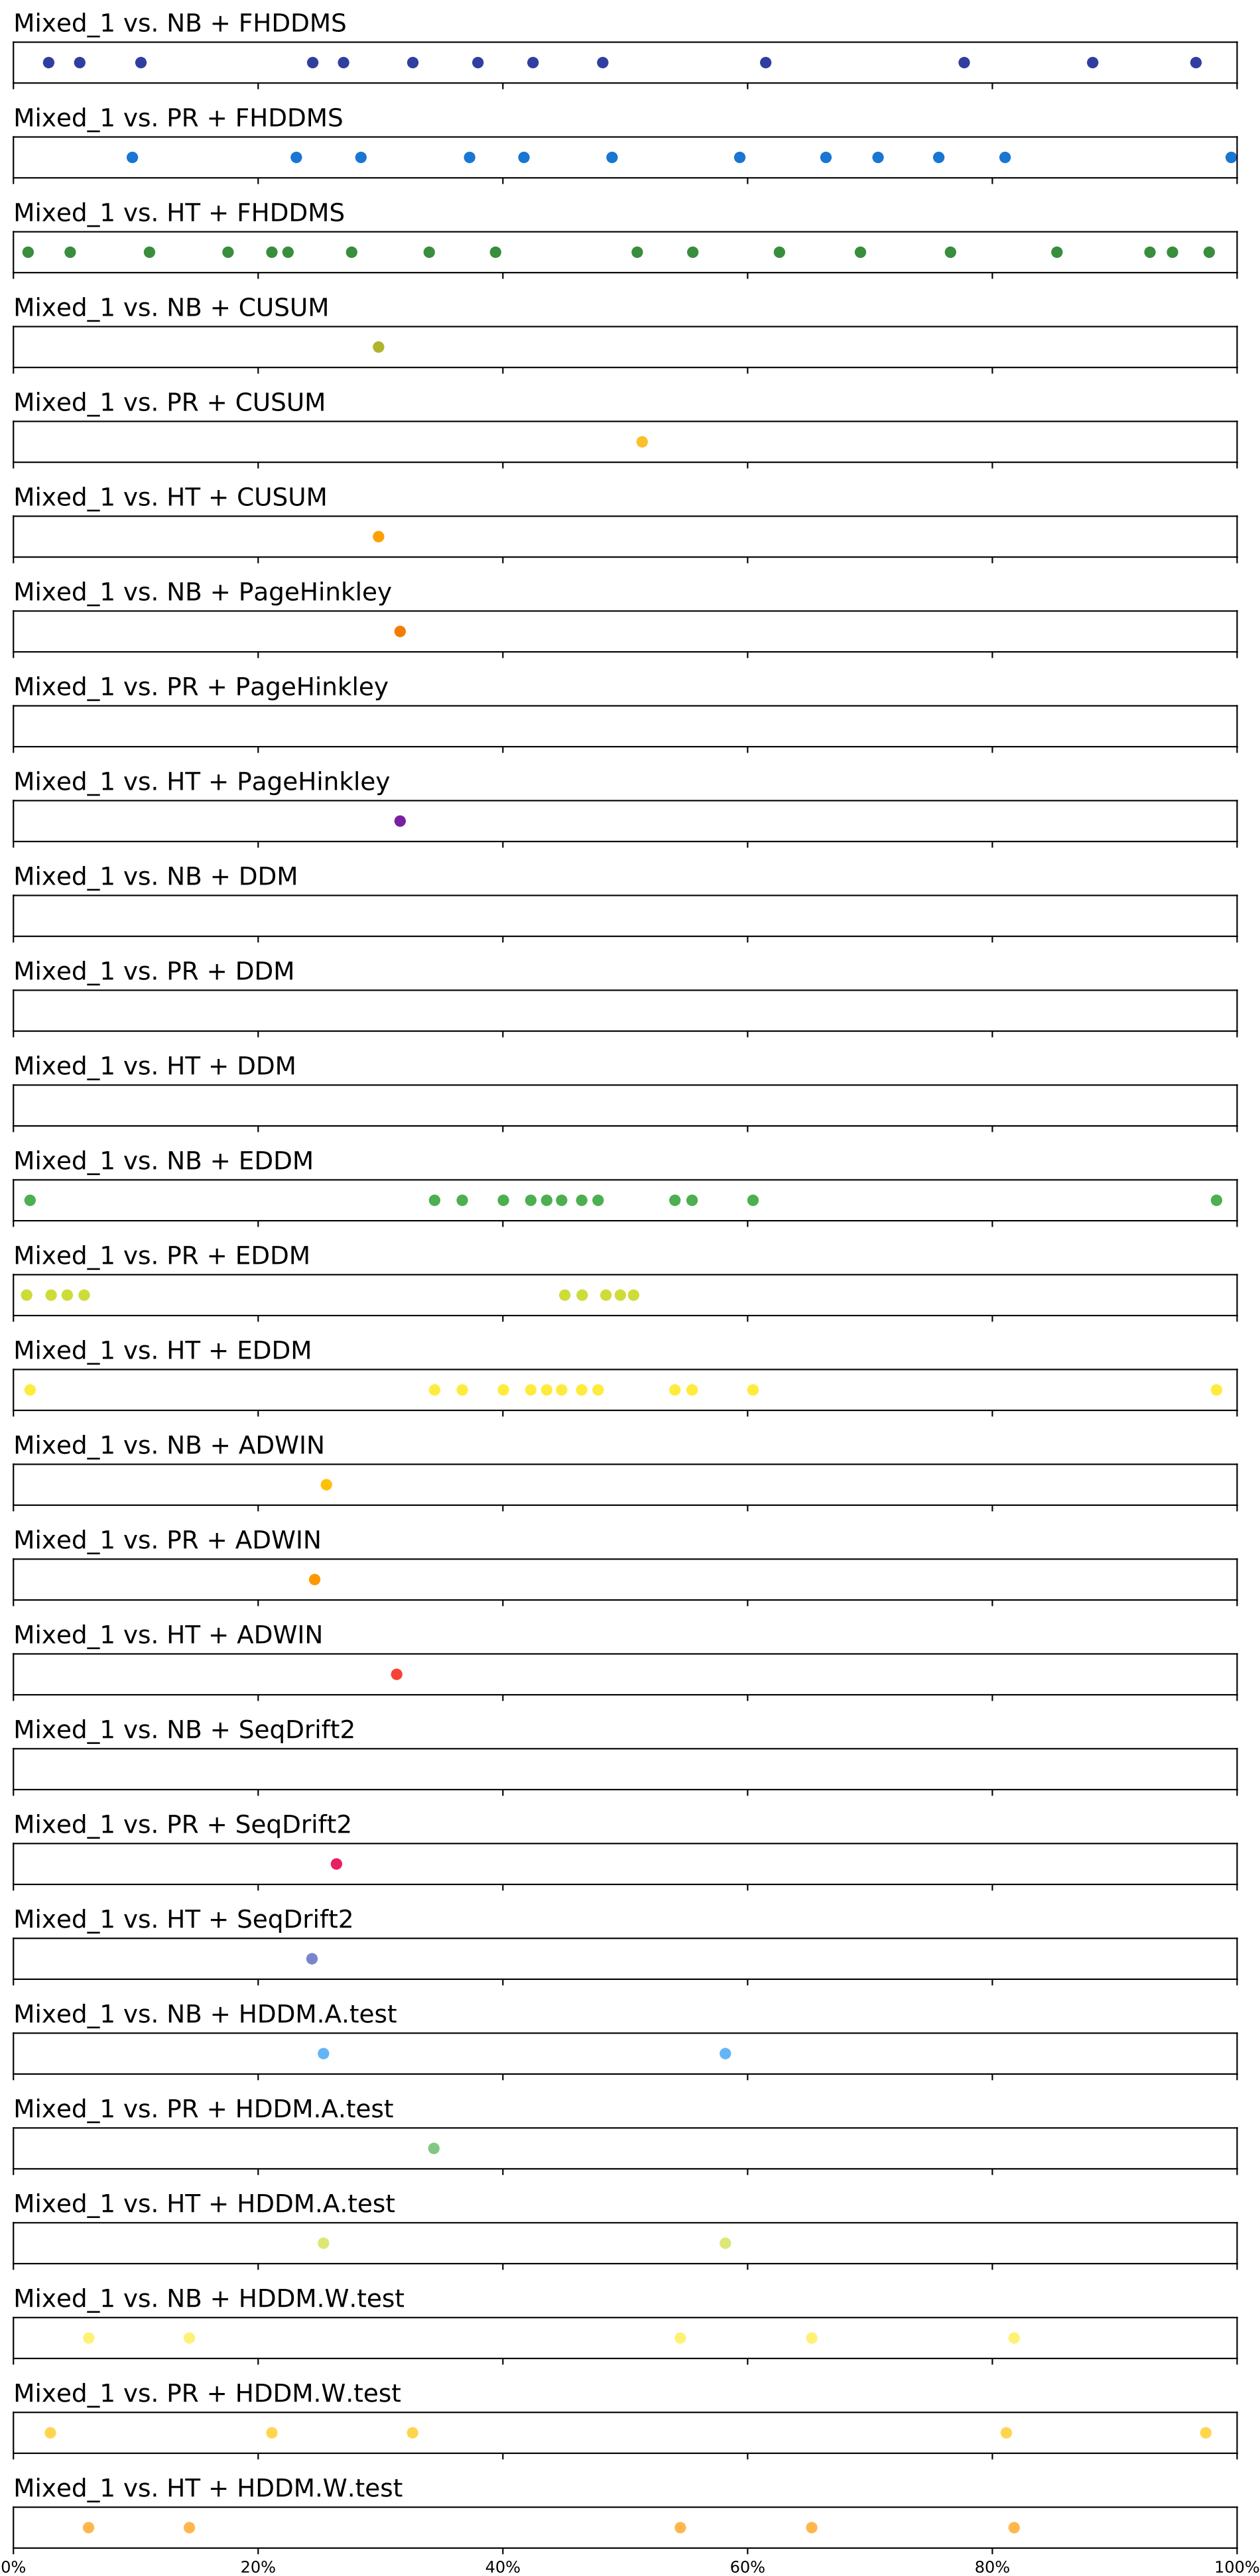 Mixed_1 vs. NB + FHDDMS
Mixed_1 vs. PR + FHDDMS
Mixed_1 vs. HT + FHDDMS
Mixed_1 vs. NB + CUSUM
Mixed_1 vs. PR + CUSUM
Mixed_1 vs. HT + CUSUM
Mixed_1 vs. NB + PageHinkley
Mixed_1 vs. PR + PageHinkley
Mixed_1 vs. HT + PageHinkley
Mixed_1 vs. NB + DDM
Mixed_1 vs. PR + DDM
Mixed_1 vs. HT + DDM
Mixed_1 vs. NB + EDDM
Mixed_1 vs. PR + EDDM
Mixed_1 vs. HT + EDDM
Mixed_1 vs. NB + ADWIN
Mixed_1 vs. PR + ADWIN
Mixed_1 vs. HT + ADWIN
Mixed_1 vs. NB + SeqDrift2
Mixed_1 vs. PR + SeqDrift2
Mixed_1 vs. HT + SeqDrift2
Mixed_1 vs. NB + HDDM.A.test
Mixed_1 vs. PR + HDDM.A.test
Mixed_1 vs. HT + HDDM.A.test
Mixed_1 vs. NB + HDDM.W.test
Mixed_1 vs. PR + HDDM.W.test
Mixed_1 vs. HT + HDDM.W.test
0% 20% 40% 60% 80% 100%